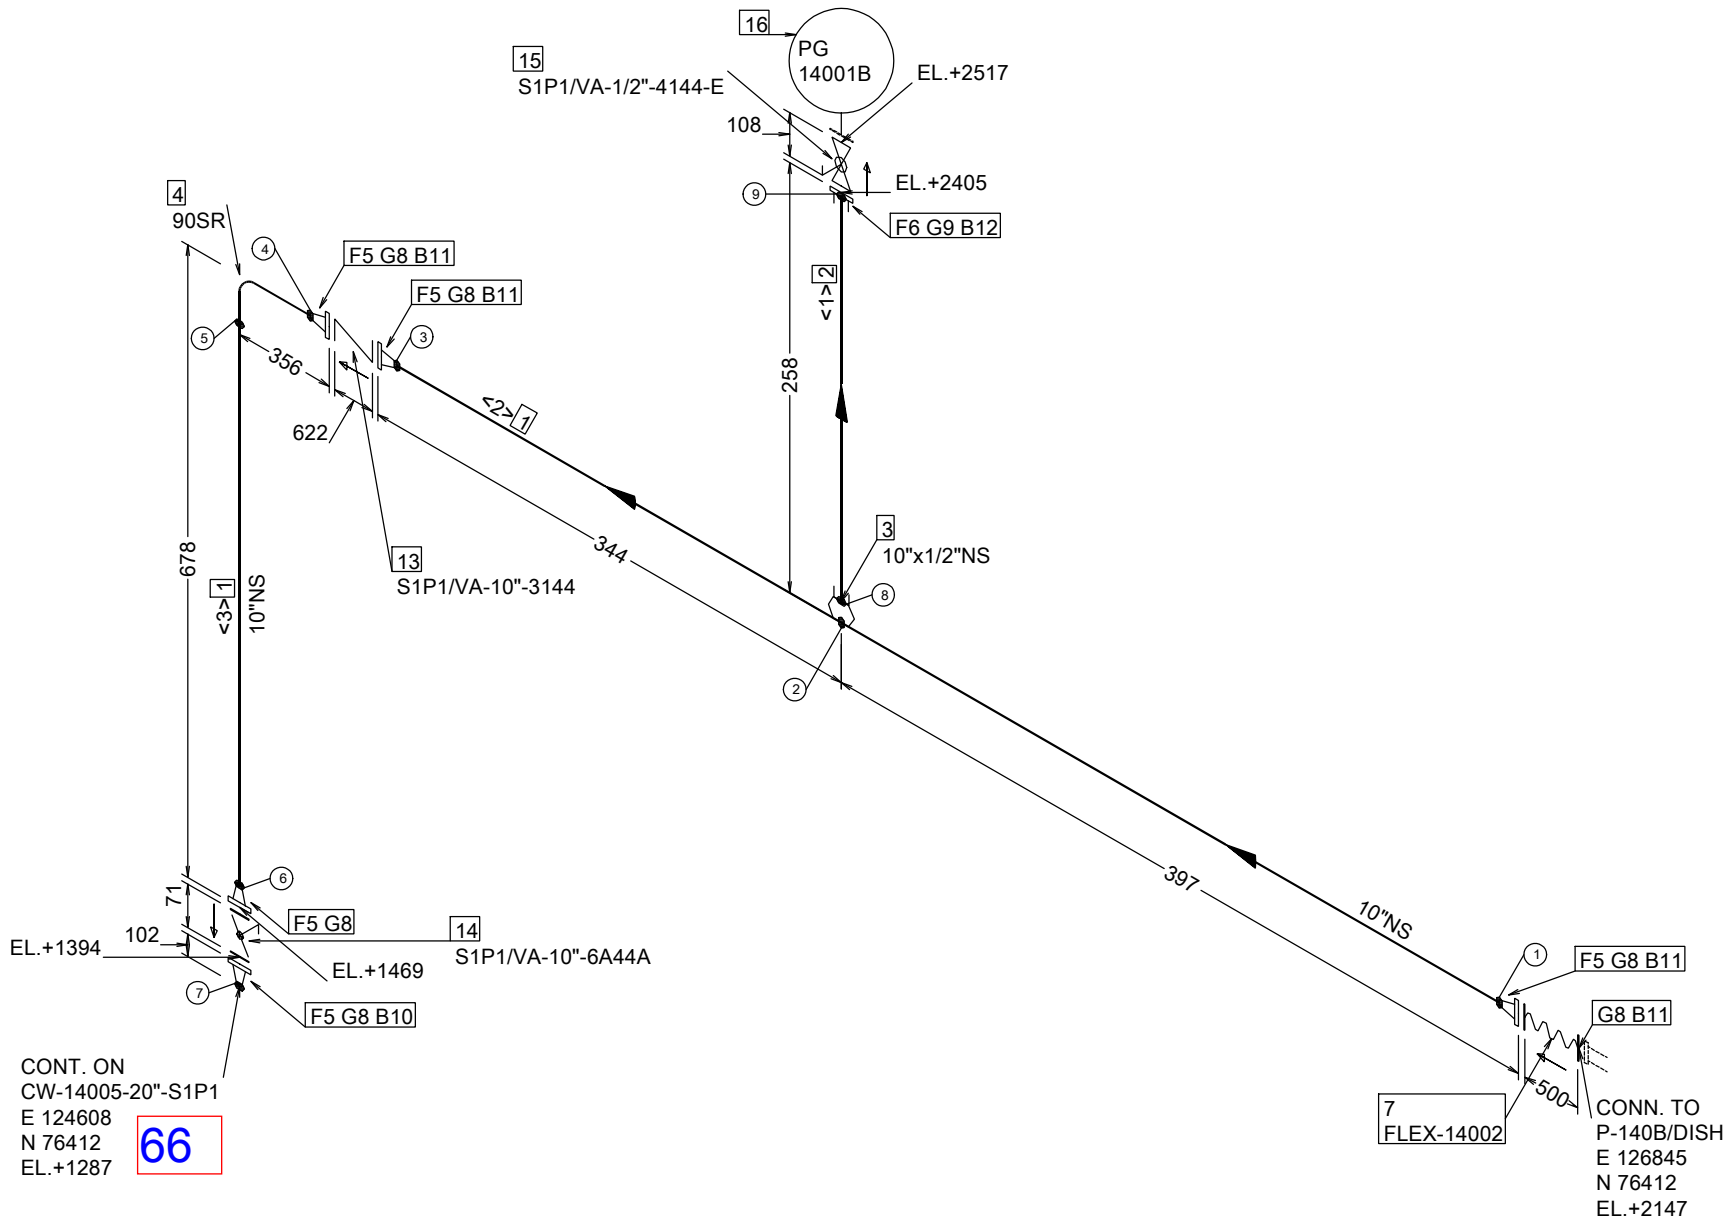 16
PG
14001B
15
S1P1/VA-1/2"-4144-E
EL.+2517
108
EL.+2405
9
F6 G9 B12
4
90SR
4
F5 G8 B11
F5 G8 B11
3
5
356
622
<2> 1
<1> 2
258
344
13
S1P1/VA-10"-3144
3
10"x1/2"NS
8
2
678
<3> 1
10"NS
397
10"NS
6
71
F5 G8
14
S1P1/VA-10"-6A44A
102
EL.+1394
EL.+1469
7
F5 G8 B10
1
F5 G8 B11
G8 B11
500
7
FLEX-14002
CONT. ON
CW-14005-20"-S1P1
E 124608
N 76412
EL.+1287
66
CONN. TO
P-140B/DISH
E 126845
N 76412
EL.+2147